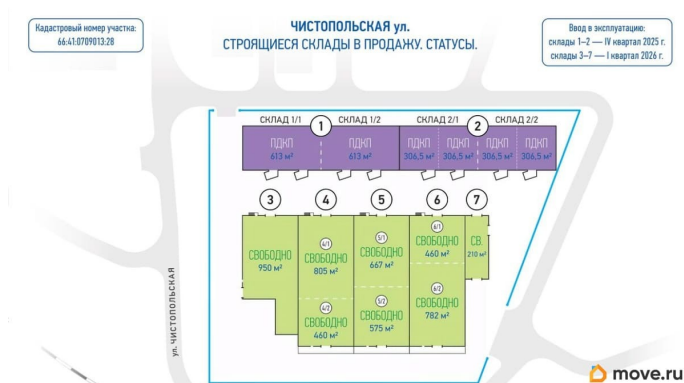 Кадастровый номер участка:
66:41:0709013:28
ЧИСТОПОЛЬСКАЯ ул.
СТРОЯЩИЕСЯ СКЛАДЫ В ПРОДАЖУ. СТАТУСЫ.
Ввод в эксплуатацию:
склады 1–2 — IV квартал 2025 г.
склады 3–7 — I квартал 2026 г.
СКЛАД 1/1
1
СКЛАД 1/2
СКЛАД 2/1
2
СКЛАД 2/2
ПДКП
613 м²
ПДКП
613 м²
ПДКП
306,5 м²
ПДКП
306,5 м²
ПДКП
306,5 м²
ПДКП
306,5 м²
3
4
5
6
7
СВОБОДНО
950 м²
4/1
СВОБОДНО
805 м²
5/1
СВОБОДНО
667 м²
6/1
СВОБОДНО
460 м²
СВ.
210 м²
4/2
СВОБОДНО
460 м²
5/2
СВОБОДНО
575 м²
6/2
СВОБОДНО
782 м²
ул. ЧИСТОПОЛЬСКАЯ
move.ru